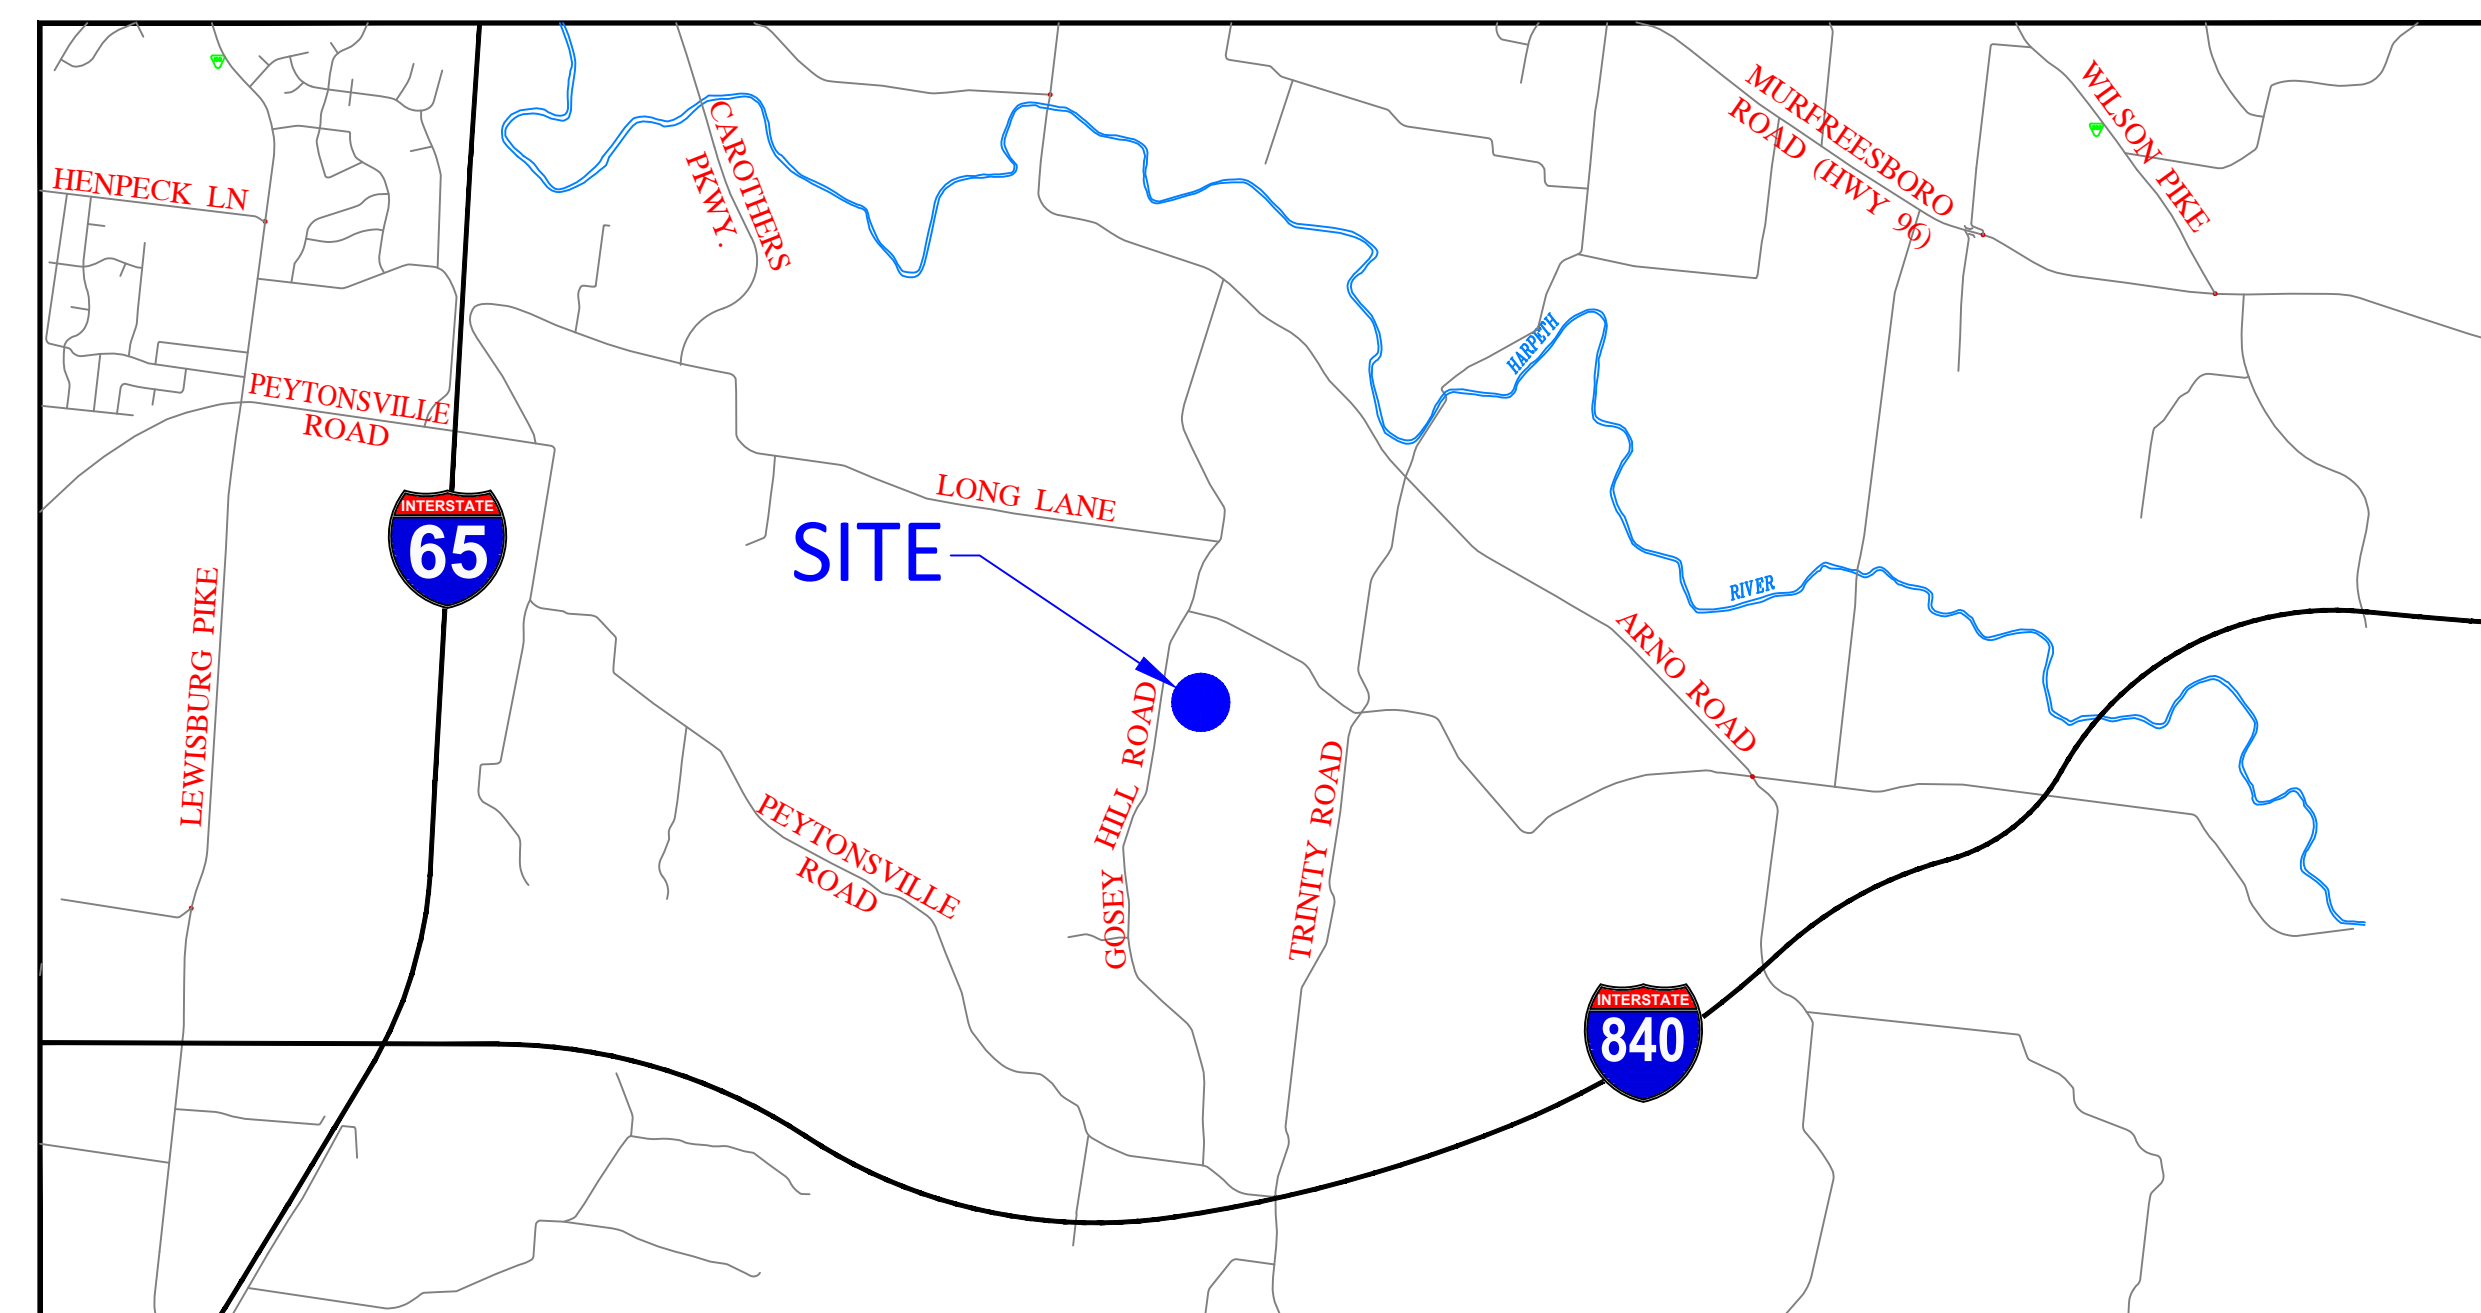 MURFREESBORO
ROAD (HWY 96)
WILSON PIKE
CAROTHERS
PKWY.
HENPECK LN
HARPETH
PEYTONSVILLE
ROAD
LONG LANE
INTERSTATE
65
SITE
RIVER
LEWISBURG PIKE
ARNO ROAD
GOSEY HILL ROAD
TRINITY ROAD
PEYTONSVILLE
ROAD
INTERSTATE
840